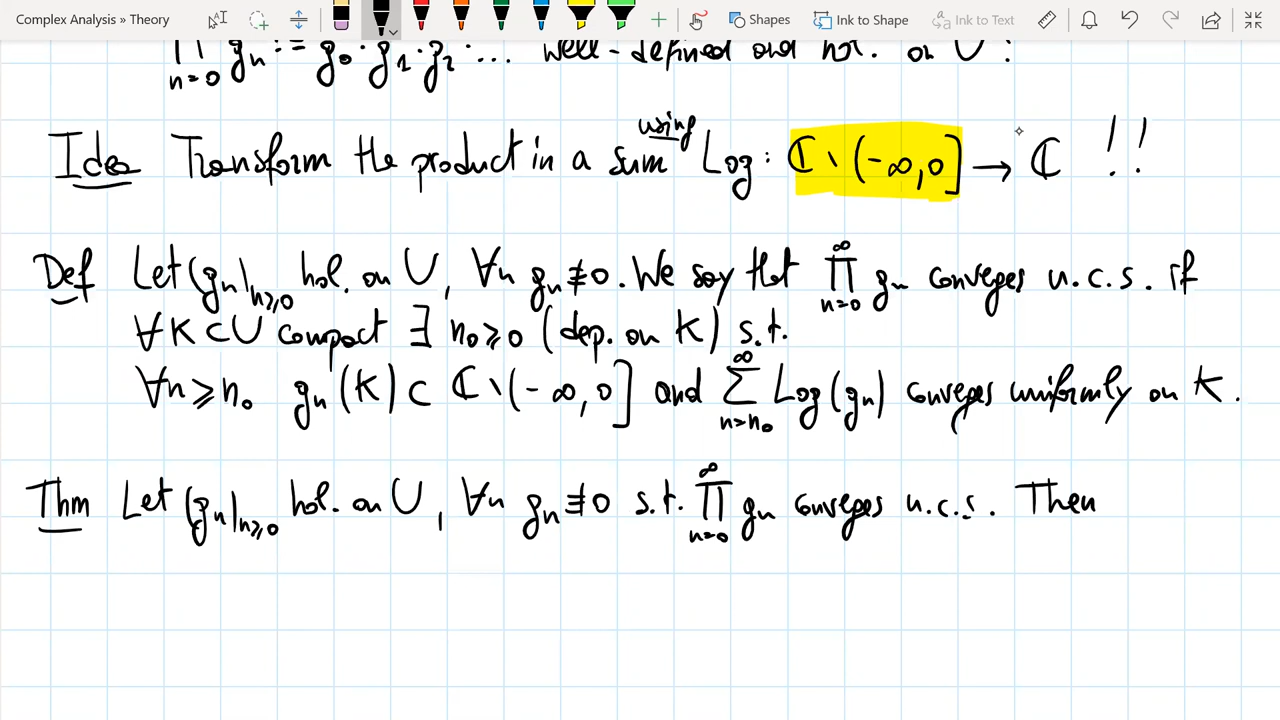 Complex Analysis » Theory
Shapes
Ink to Shape
Ink to Text
∏ n=0 gn := g0 · g1 · g2 · ... well-defined and hol. on U?
Idea Transform the product in a sum using Log : ℂ \ (-∞,0] → ℂ !!
Def Let (gn)n≥0 hol. on U, ∀n gn ≢ 0. We say that ∏_{n=0}^∞ gn conveges u.c.s. if
∀K⊂U compact ∃ n0≥0 (dep. on K) s.t.
∀n≥n0 gn(K) ⊂ ℂ \ (-∞,0] and ∑_{n≥n0}^∞ Log(gn) conveges uniformly on K.
Thm Let (gn)n≥0 hol. on U, ∀n gn ≢ 0 s.t. ∏_{n=0}^∞ gn conveges u.c.s. Then